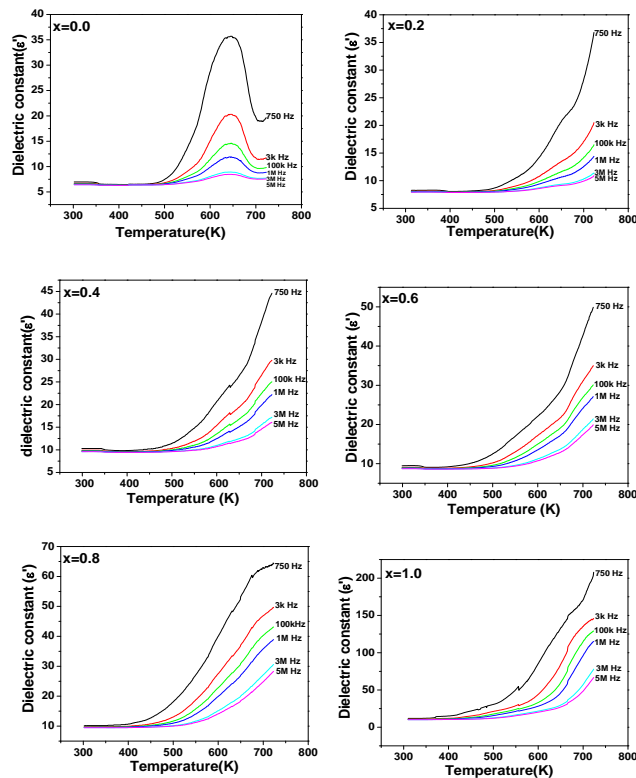 x=0.0
Dielectric constant(ε')
40
35
30
25
20
15
10
5
750 Hz
3k Hz
100k Hz
1M Hz
3M Hz
5M Hz
300 400 500 600 700 800
Temperature(K)
x=0.2
Dielectric constant(ε')
40
35
30
25
20
15
10
5
750 Hz
3k Hz
100k Hz
1M Hz
3M Hz
5M Hz
300 400 500 600 700 800
Temperature(K)
x=0.4
dielectric constant(ε')
45
40
35
30
25
20
15
10
5
750 Hz
3k Hz
100k Hz
1M Hz
3M Hz
5M Hz
300 400 500 600 700 800
Temperature (K)
x=0.6
Dielectric constant (ε')
50
40
30
20
10
750 Hz
3k Hz
100k Hz
1M Hz
3M Hz
5M Hz
300 400 500 600 700 800
Temperature (K)
x=0.8
Dielectric constant (ε')
70
60
50
40
30
20
10
750 Hz
3k Hz
100kHz
1M Hz
3M Hz
5M Hz
300 400 500 600 700 800
Temperature(K)
x=1.0
Dielectric constant (ε')
200
150
100
50
0
750 Hz
3k Hz
100k Hz
1M Hz
3M Hz
5M Hz
300 400 500 600 700 800
Temperature(K)